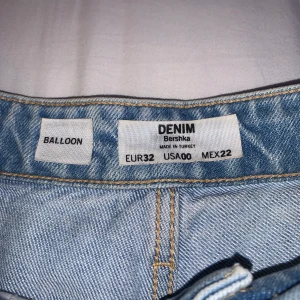 BALLOON
DENIM
Bershka
MADE IN TURKEY
EUR32 USA00 MEX22